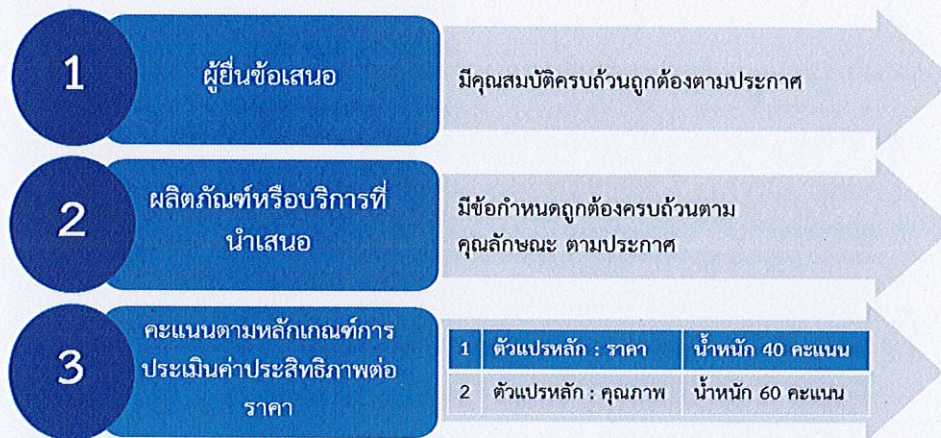 1
ผู้ยื่นข้อเสนอ
มีคุณสมบัติครบถ้วนถูกต้องตามประกาศ
2
ผลิตภัณฑ์หรือบริการที่
นำเสนอ
มีข้อกำหนดถูกต้องครบถ้วนตาม
คุณลักษณะ ตามประกาศ
3
คะแนนตามหลักเกณฑ์การ
ประเมินค่าประสิทธิภาพต่อ
ราคา
1 ตัวแปรหลัก : ราคา น้ำหนัก 40 คะแนน
2 ตัวแปรหลัก : คุณภาพ น้ำหนัก 60 คะแนน